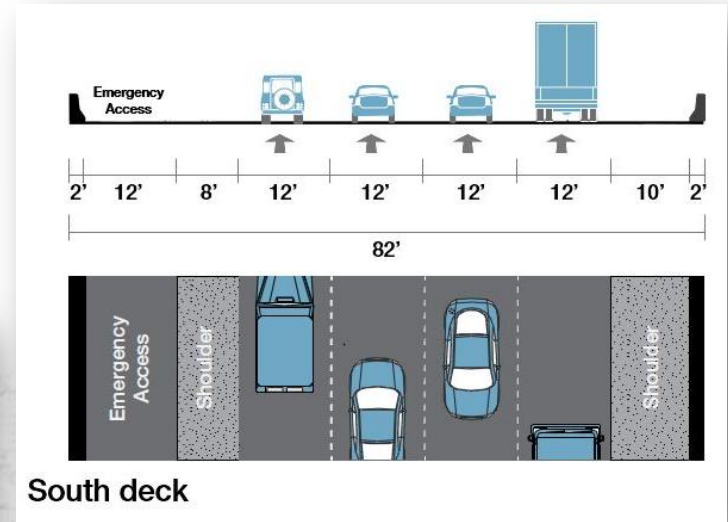 Emergency
Access
2' 12' 8' 12' 12' 12' 12' 10' 2'
82'
Emergency
Access
Shoulder
Shoulder
South deck